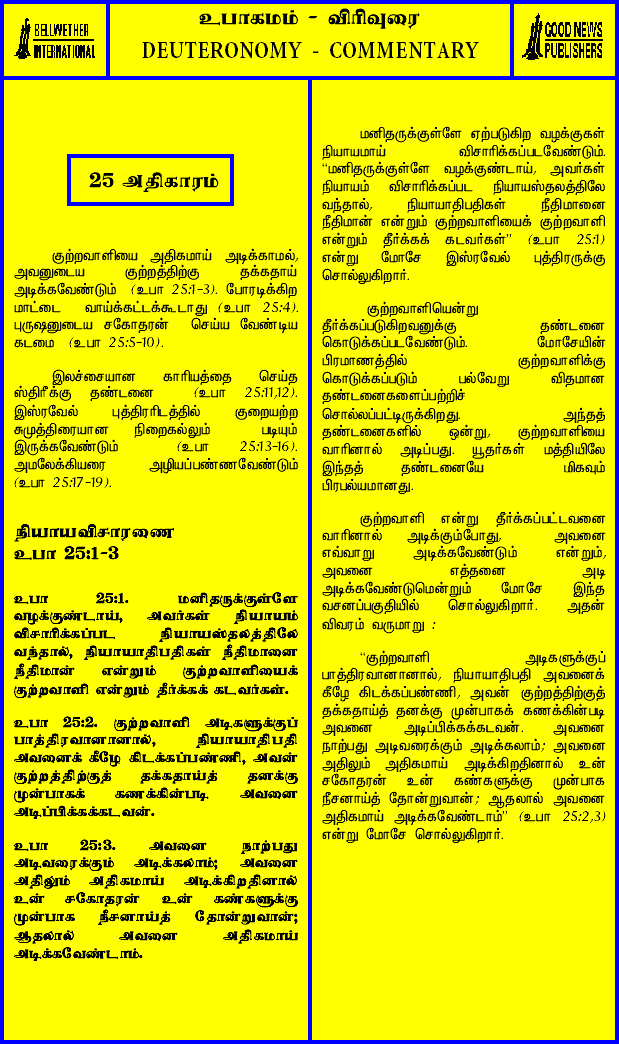 BELLWETHER
INTERNATIONAL
உபாகமம் - விரிவுரை
DEUTERONOMY - COMMENTARY
GOOD NEWS
PUBLISHERS
25 அதிகாரம்
குற்றவாளியை அதிகமாய் அடிக்காமல்,
அவனுடைய குற்றத்திற்கு தக்கதாய்
அடிக்கவேண்டும் (உபா 25:1-3). போரடிக்கிற
மாட்டை வாய்க்கட்டக்கூடாது (உபா 25:4).
புருஷனுடைய சகோதரன் செய்ய வேண்டிய
கடமை (உபா 25:5-10).
இலச்சையான காரியத்தை செய்த
ஸ்திரீக்கு தண்டனை (உபா 25:11,12).
இஸ்ரவேல் புத்திரரிடத்தில் குறையற்ற
சுமுத்திரையான நிறைகல்லும் படியும்
இருக்கவேண்டும் (உபா 25:13-16).
அமலேக்கியரை அழியப்பண்ணவேண்டும்
(உபா 25:17-19).
நியாயவிசாரணை
உபா 25:1-3
உபா 25:1. மனிதருக்குள்ளே
வழக்குண்டாய், அவர்கள் நியாயம்
விசாரிக்கப்பட நியாயஸ்தலத்திலே
வந்தால், நியாயாதிபதிகள் நீதிமானை
நீதிமான் என்றும் குற்றவாளியைக்
குற்றவாளி என்றும் தீர்க்கக் கடவர்கள்.
உபா 25:2. குற்றவாளி அடிகளுக்குப்
பாத்திரவானானால், நியாயாதிபதி
அவனைக் கீழே கிடக்கப்பண்ணி, அவன்
குற்றத்திற்குத் தக்கதாய்த் தனக்கு
முன்பாகக் கணக்கின்படி அவனை
அடிப்பிக்கக்கடவன்.
உபா 25:3. அவனை நாற்பது
அடிவரைக்கும் அடிக்கலாம்; அவனை
அதிலும் அதிகமாய் அடிக்கிறதினால்
உன் சகோதரன் உன் கண்களுக்கு
முன்பாக நீசனாய்த் தோன்றுவான்;
ஆதலால் அவனை அதிகமாய்
அடிக்கவேண்டாம்.
மனிதருக்குள்ளே ஏற்படுகிற வழக்குகள்
நியாயமாய் விசாரிக்கப்படவேண்டும்.
“மனிதருக்குள்ளே வழக்குண்டாய், அவர்கள்
நியாயம் விசாரிக்கப்பட நியாயஸ்தலத்திலே
வந்தால், நியாயாதிபதிகள் நீதிமானை
நீதிமான் என்றும் குற்றவாளியைக் குற்றவாளி
என்றும் தீர்க்கக் கடவர்கள்” (உபா 25:1)
என்று மோசே இஸ்ரவேல் புத்திரருக்கு
சொல்லுகிறார்.
குற்றவாளியென்று
தீர்க்கப்படுகிறவனுக்கு தண்டனை
கொடுக்கப்படவேண்டும். மோசேயின்
பிரமாணத்தில் குற்றவாளிக்கு
கொடுக்கப்படும் பல்வேறு விதமான
தண்டனைகளைப்பற்றிச்
சொல்லப்பட்டிருக்கிறது. அந்தத்
தண்டனைகளில் ஒன்று, குற்றவாளியை
வாரினால் அடிப்பது. யூதர்கள் மத்தியிலே
இந்தத் தண்டனையே மிகவும்
பிரபல்யமானது.
குற்றவாளி என்று தீர்க்கப்பட்டவனை
வாரினால் அடிக்கும்போது, அவனை
எவ்வாறு அடிக்கவேண்டும் என்றும்,
அவனை எத்தனை அடி
அடிக்கவேண்டுமென்றும் மோசே இந்த
வசனப்பகுதியில் சொல்லுகிறார். அதன்
விவரம் வருமாறு :
“குற்றவாளி அடிகளுக்குப்
பாத்திரவானானால், நியாயாதிபதி அவனைக்
கீழே கிடக்கப்பண்ணி, அவன் குற்றத்திற்குத்
தக்கதாய்த் தனக்கு முன்பாகக் கணக்கின்படி
அவனை அடிப்பிக்கக்கடவன். அவனை
நாற்பது அடிவரைக்கும் அடிக்கலாம்; அவனை
அதிலும் அதிகமாய் அடிக்கிறதினால் உன்
சகோதரன் உன் கண்களுக்கு முன்பாக
நீசனாய்த் தோன்றுவான்; ஆதலால் அவனை
அதிகமாய் அடிக்கவேண்டாம்” (உபா 25:2,3)
என்று மோசே சொல்லுகிறார்.